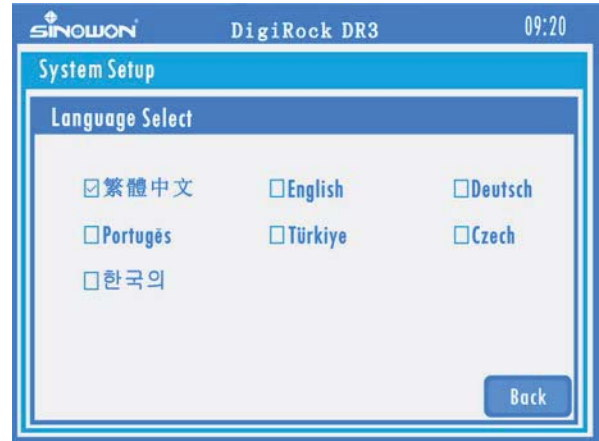 SINOWON DigiRock DR3 09:20
System Setup
Language Select
繁體中文 English Deutsch
Portugěs Türkiye Czech
한국의
Back